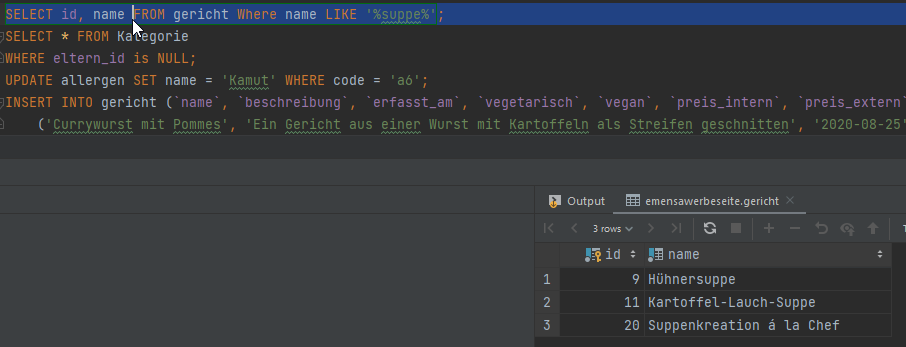 SELECT id, name FROM gericht Where name LIKE '%suppe%';
SELECT * FROM Kategorie
WHERE eltern_id is NULL;
UPDATE allergen SET name = 'Kamut' WHERE code = 'a6';
INSERT INTO gericht (`name`, `beschreibung`, `erfasst_am`, `vegetarisch`, `vegan`, `preis_intern`, `preis_extern`
('Currywurst mit Pommes', 'Ein Gericht aus einer Wurst mit Kartoffeln als Streifen geschnitten', '2020-08-25'
Output emensawerbeseite.gericht
3 rows
id name
1 9 Hühnersuppe
2 11 Kartoffel-Lauch-Suppe
3 20 Suppenkreation á la Chef